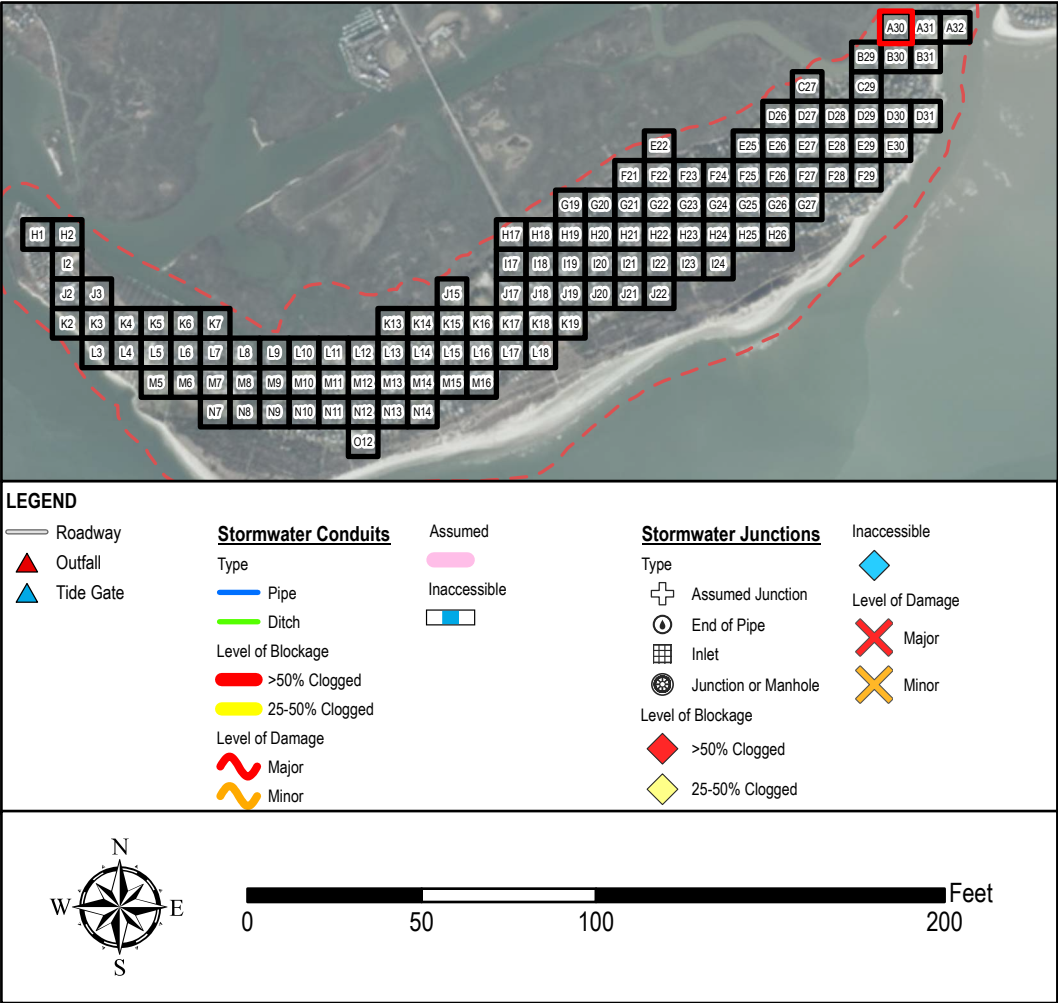 A30 A31 A32
B29 B30 B31
C27 C29
D26 D27 D28 D29 D30 D31
E22 E25 E26 E27 E28 E29 E30
F21 F22 F23 F24 F25 F26 F27 F28 F29
G19 G20 G21 G22 G23 G24 G25 G26 G27
H1 H2 H17 H18 H19 H20 H21 H22 H23 H24 H25 H26
I2 I17 I18 I19 I20 I21 I22 I23 I24
J2 J3 J15 J17 J18 J19 J20 J21 J22
K2 K3 K4 K5 K6 K7 K13 K14 K15 K16 K17 K18 K19
L3 L4 L5 L6 L7 L8 L9 L10 L11 L12 L13 L14 L15 L16 L17 L18
M5 M6 M7 M8 M9 M10 M11 M12 M13 M14 M15 M16
N7 N8 N9 N10 N11 N12 N13 N14
O12
LEGEND
Roadway
Outfall
Tide Gate
Stormwater Conduits
Type
Pipe
Ditch
Level of Blockage
>50% Clogged
25-50% Clogged
Level of Damage
Major
Minor
Assumed
Inaccessible
Stormwater Junctions
Type
Assumed Junction
End of Pipe
Inlet
Junction or Manhole
Level of Blockage
>50% Clogged
25-50% Clogged
Inaccessible
Level of Damage
Major
Minor
N
W E
S
Feet
0 50 100 200